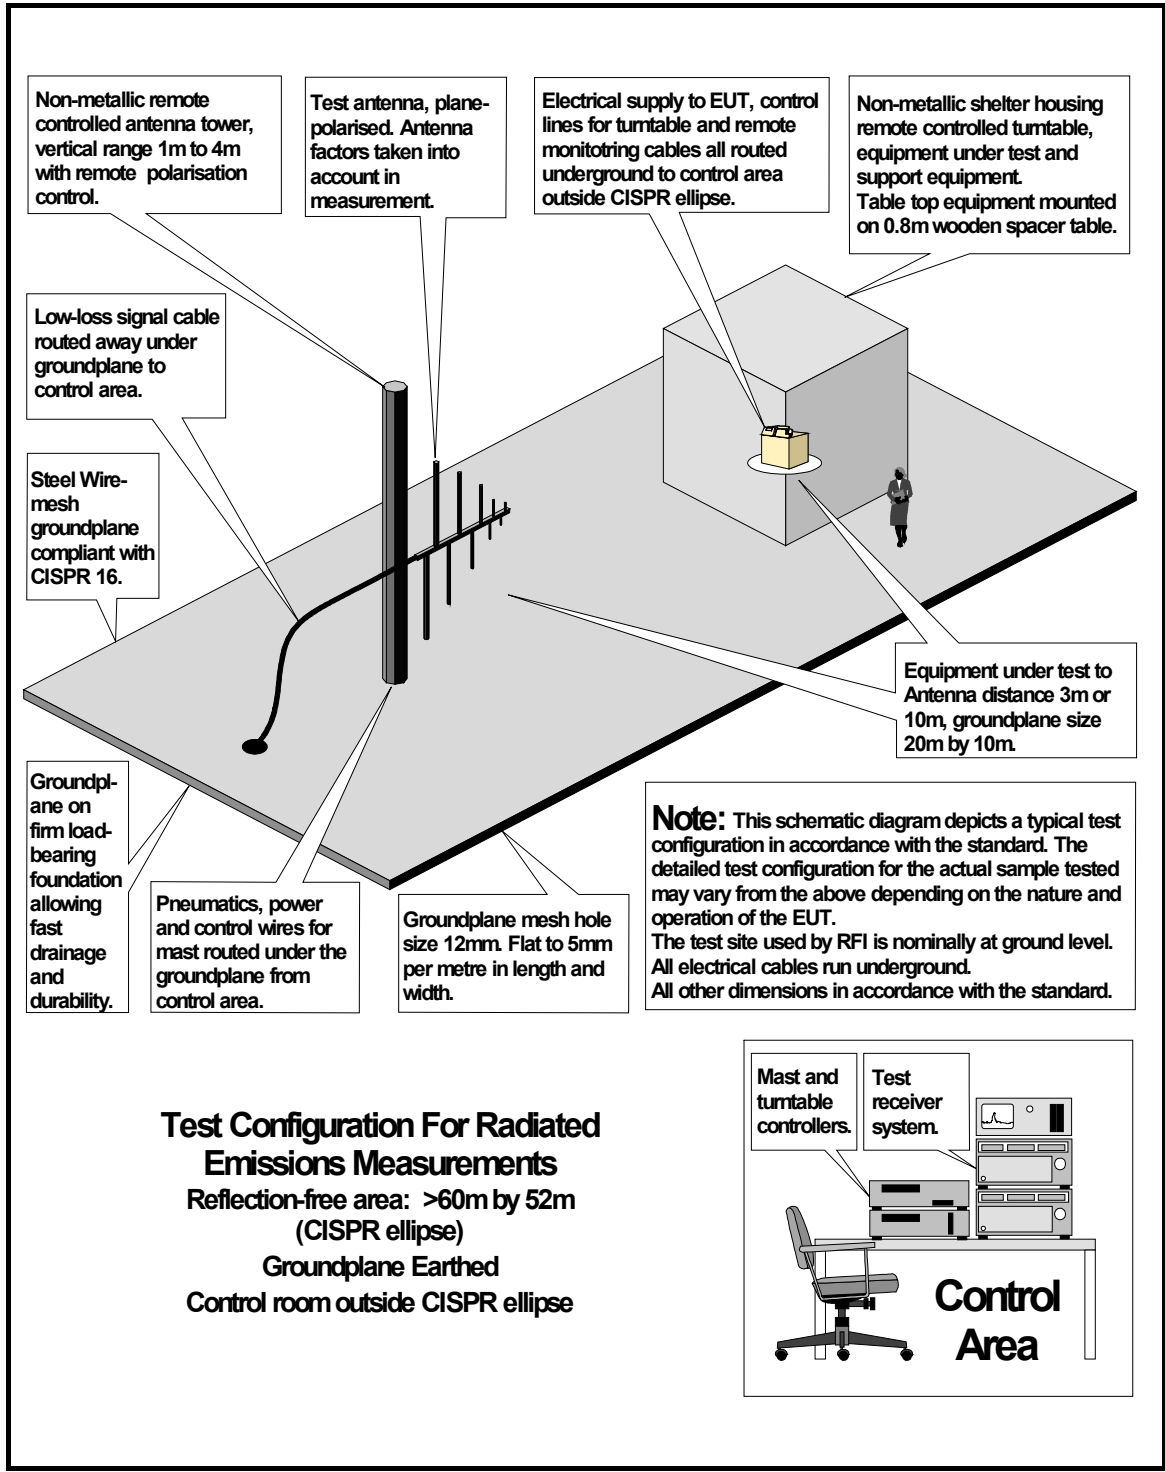 Non-metallic remote
controlled antenna tower,
vertical range 1m to 4m
with remote polarisation
control.
Test antenna, plane-
polarised. Antenna
factors taken into
account in
measurement.
Electrical supply to EUT, control
lines for turntable and remote
monitotring cables all routed
underground to control area
outside CISPR ellipse.
Non-metallic shelter housing
remote controlled turntable,
equipment under test and
support equipment.
Table top equipment mounted
on 0.8m wooden spacer table.
Low-loss signal cable
routed away under
groundplane to
control area.
Steel Wire-
mesh
groundplane
compliant with
CISPR 16.
Equipment under test to
Antenna distance 3m or
10m, groundplane size
20m by 10m.
Groundpl-
ane on
firm load-
bearing
foundation
allowing
fast
drainage
and
durability.
Pneumatics, power
and control wires for
mast routed under the
groundplane from
control area.
Groundplane mesh hole
size 12mm. Flat to 5mm
per metre in length and
width.
Note: This schematic diagram depicts a typical test
configuration in accordance with the standard. The
detailed test configuration for the actual sample tested
may vary from the above depending on the nature and
operation of the EUT.
The test site used by RFI is nominally at ground level.
All electrical cables run underground.
All other dimensions in accordance with the standard.
Test Configuration For Radiated
Emissions Measurements
Reflection-free area: >60m by 52m
(CISPR ellipse)
Groundplane Earthed
Control room outside CISPR ellipse
Mast and
turntable
controllers.
Test
receiver
system.
Control
Area